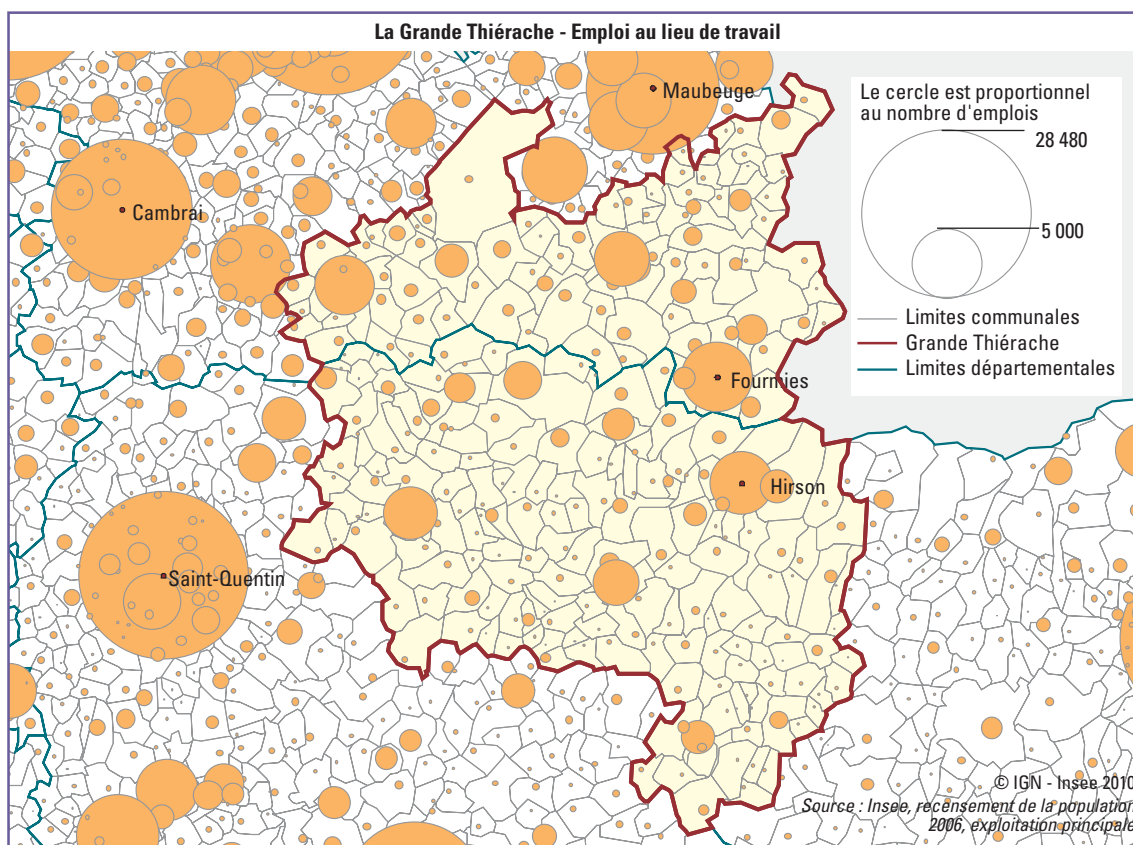 La Grande Thiérache - Emploi au lieu de travail
Maubeuge
Le cercle est proportionnel
au nombre d'emplois
28 480
5 000
Cambrai
Limites communales
Grande Thiérache
Limites départementales
Fourmies
Hirson
Saint-Quentin
© IGN - Insee 2010
Source : Insee, recensement de la population
2006, exploitation principale